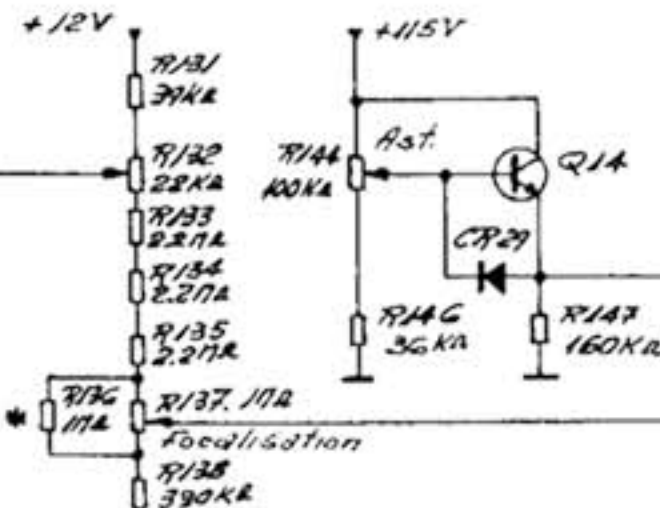 +12V
R131
39KΩ
R132
22KΩ
R133
2.2MΩ
R134
2.2MΩ
R135
2.2MΩ
R136
1MΩ
*
R137. 1MΩ
Focalisation
R138
390KΩ
+115V
R144
100KΩ
Ast.
Q14
CR29
R146
36KΩ
R147
160KΩ